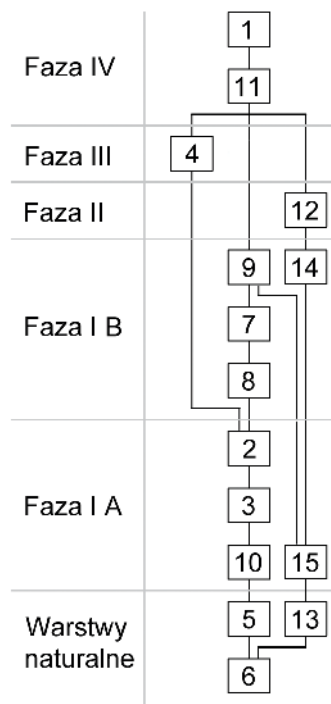 1
Faza IV
11
Faza III
4
Faza II
12
9
14
Faza I B
7
8
2
Faza I A
3
10
15
Warstwy
naturalne
5
13
6